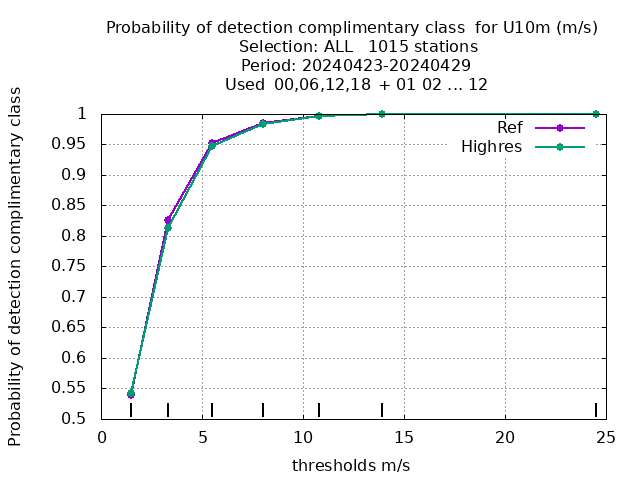 Probability of detection complimentary class  for U10m (m/s)
Selection: ALL   1015 stations
Period: 20240423-20240429
Used  00,06,12,18 + 01 02 ... 12
Probability of detection complimentary class
1
0.95
0.9
0.85
0.8
0.75
0.7
0.65
0.6
0.55
0.5
Ref
Highres
0 5 10 15 20 25
thresholds m/s